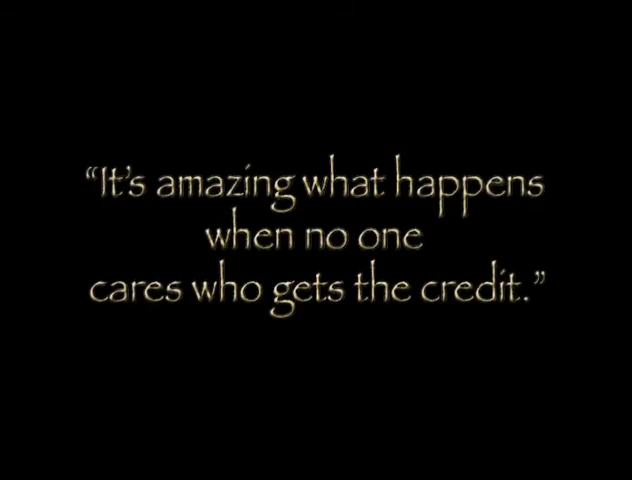 “It’s amazing what happens
when no one
cares who gets the credit.”